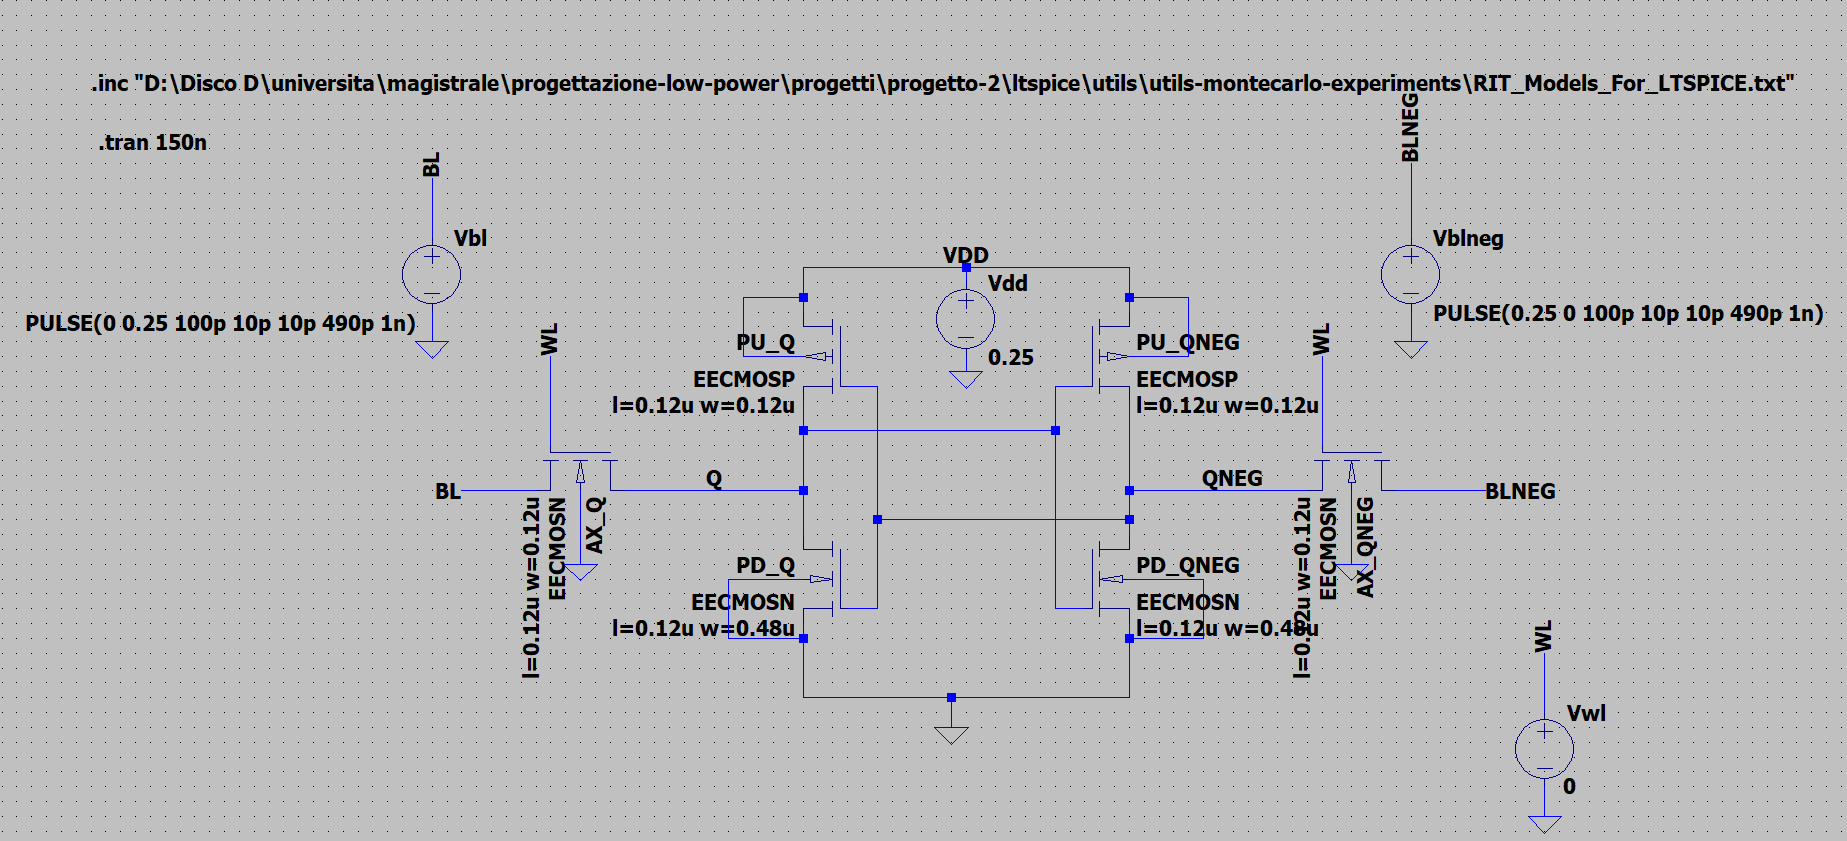 .inc "D:\Disco D\universita\magistrale\progettazione-low-power\progetti\progetto-2\ltspice\utils\utils-montecarlo-experiments\RIT_Models_For_LTSPICE.txt"
.tran 150n
BL
BLNEG
Vbl
PULSE(0 0.25 100p 10p 10p 490p 1n)
Vblneg
PULSE(0.25 0 100p 10p 10p 490p 1n)
VDD
Vdd
0.25
WL
WL
PU_Q
EECMOSP
l=0.12u w=0.12u
PU_QNEG
EECMOSP
l=0.12u w=0.12u
BL
Q
QNEG
BLNEG
AX_Q
EECMOSN
l=0.12u w=0.12u
AX_QNEG
EECMOSN
l=0.12u w=0.12u
PD_Q
EECMOSN
l=0.12u w=0.48u
PD_QNEG
EECMOSN
l=0.12u w=0.48u
WL
Vwl
0